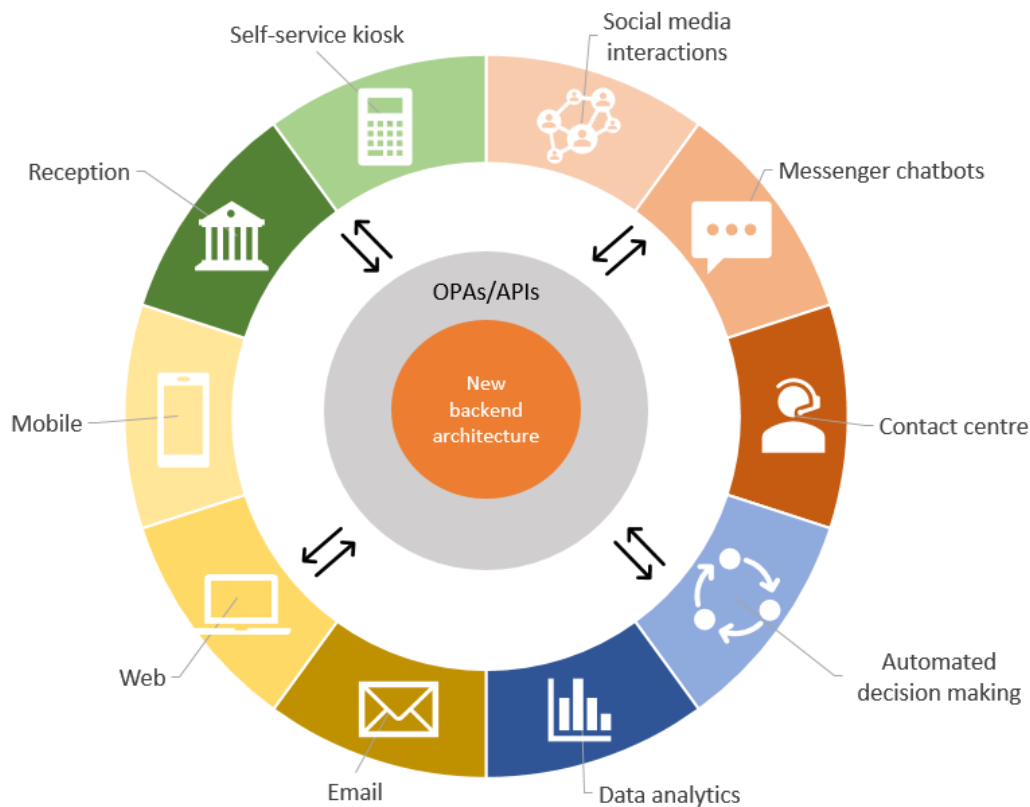 Self-service kiosk
Social media
interactions
Reception
Messenger chatbots
OPAs/APIs
New
backend
architecture
Mobile
Contact centre
Web
Automated
decision making
Email
Data analytics